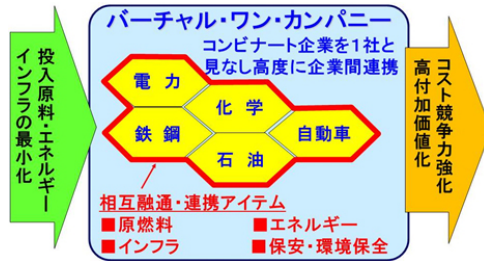 バーチャル・ワン・カンパニー
コンビナート企業を1社と
見なし高度に企業間連携
投入原料・エネルギー
インフラの最小化
電力
化学
鉄鋼
自動車
石油
相互融通・連携アイテム
■原燃料
■エネルギー
■インフラ
■保安・環境保全
コスト競争力強化
高付加価値化